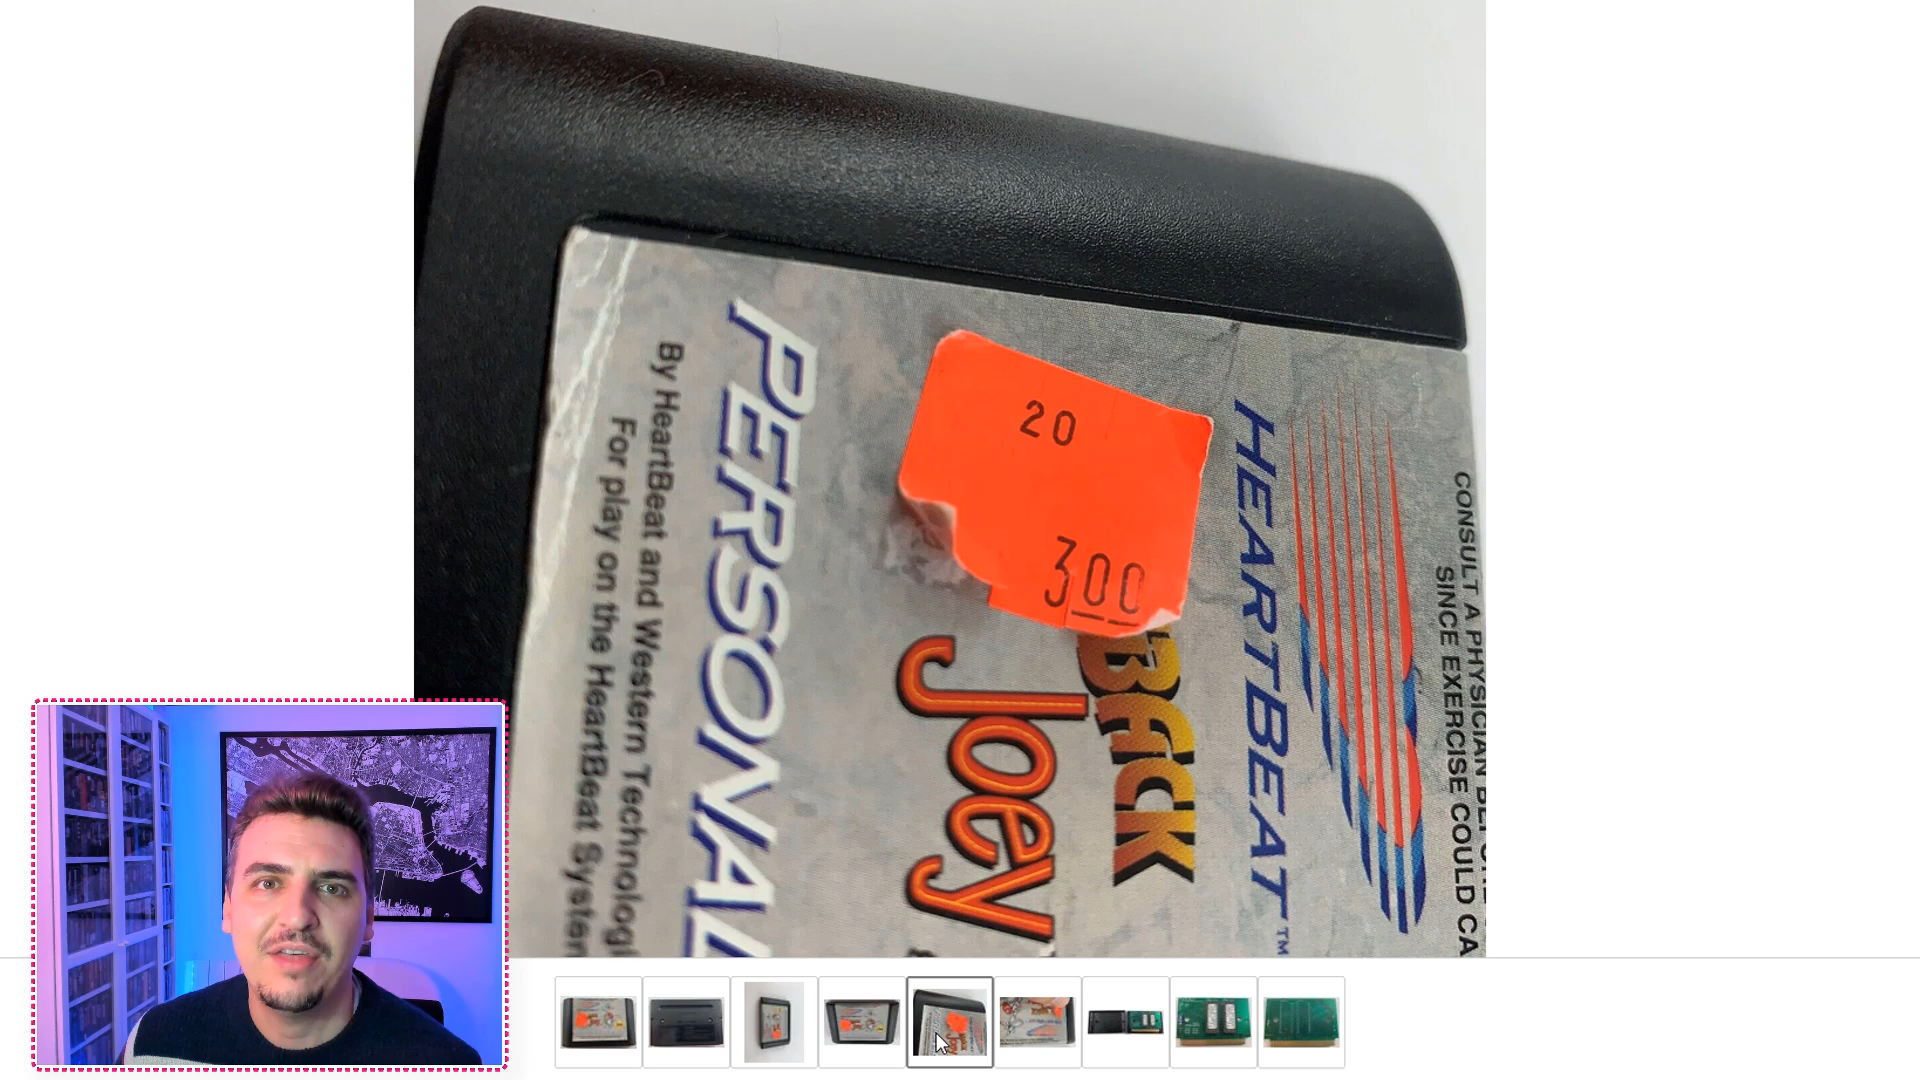 CONSULT A PHYSICIAN
SINCE EXERCISE COULD CA
HEARTBEAT™
BACK
Joey
20
300
PERSONAL
By HeartBeat and Western Technologi
For play on the HeartBeat System